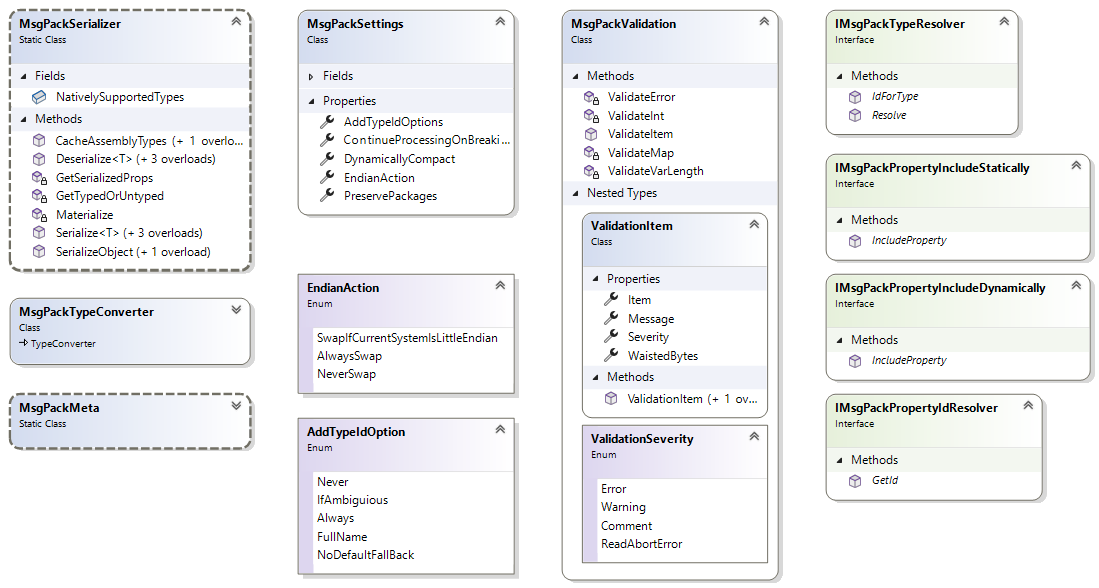 MsgPackSerializer
Static Class
Fields
NativelySupportedTypes
Methods
CacheAssemblyTypes (+ 1 overlo...
Deserialize<T> (+ 3 overloads)
GetSerializedProps
GetTypedOrUntyped
Materialize
Serialize<T> (+ 3 overloads)
SerializeObject (+ 1 overload)
MsgPackTypeConverter
Class
TypeConverter
MsgPackMeta
Static Class
MsgPackSettings
Class
Fields
Properties
AddTypeIdOptions
ContinueProcessingOnBreaki...
DynamicallyCompact
EndianAction
PreservePackages
EndianAction
Enum
SwapIfCurrentSystemIsLittleEndian
AlwaysSwap
NeverSwap
AddTypeIdOption
Enum
Never
IfAmbiguious
Always
FullName
NoDefaultFallBack
MsgPackValidation
Class
Methods
ValidateError
ValidateInt
ValidateItem
ValidateMap
ValidateVarLength
Nested Types
ValidationItem
Class
Properties
Item
Message
Severity
WaistedBytes
Methods
ValidationItem (+ 1 ov...
ValidationSeverity
Enum
Error
Warning
Comment
ReadAbortError
IMsgPackTypeResolver
Interface
Methods
IdForType
Resolve
IMsgPackPropertyIncludeStatically
Interface
Methods
IncludeProperty
IMsgPackPropertyIncludeDynamically
Interface
Methods
IncludeProperty
IMsgPackPropertyIdResolver
Interface
Methods
GetId